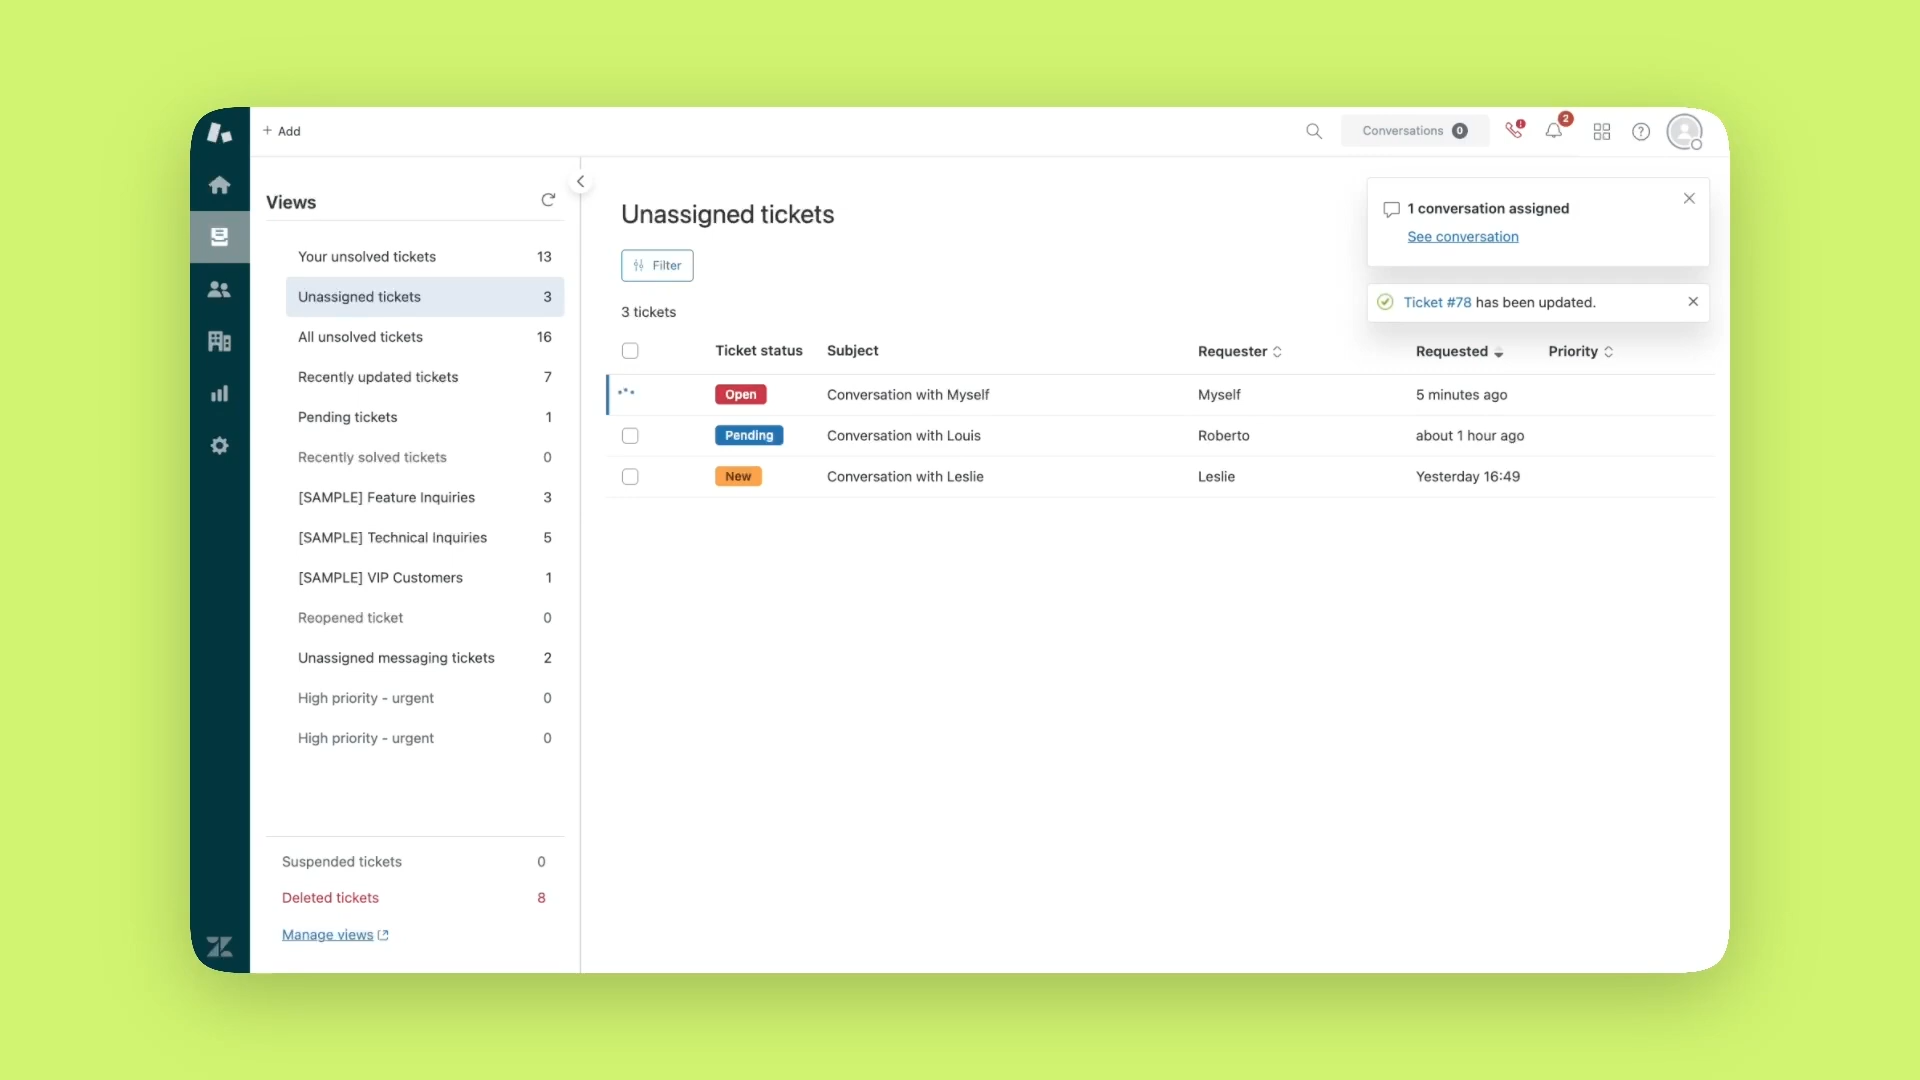 + Add
Conversations 0
2
Views
Your unsolved tickets 13
Unassigned tickets 3
All unsolved tickets 16
Recently updated tickets 7
Pending tickets 1
Recently solved tickets 0
[SAMPLE] Feature Inquiries 3
[SAMPLE] Technical Inquiries 5
[SAMPLE] VIP Customers 1
Reopened ticket 0
Unassigned messaging tickets 2
High priority - urgent 0
High priority - urgent 0
Suspended tickets 0
Deleted tickets 8
Manage views
Unassigned tickets
Filter
3 tickets
1 conversation assigned
See conversation
Ticket #78 has been updated.
Ticket status Subject Requester Requested Priority
Open Conversation with Myself Myself 5 minutes ago
Pending Conversation with Louis Roberto about 1 hour ago
New Conversation with Leslie Leslie Yesterday 16:49